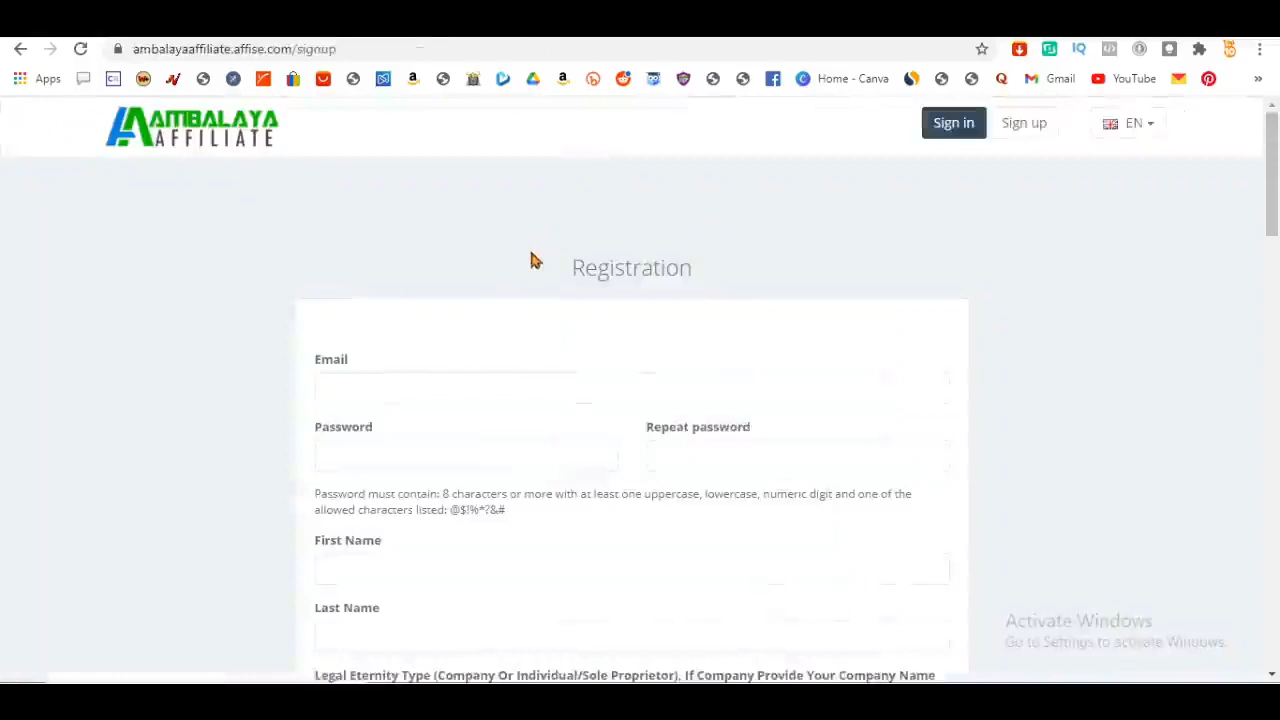 ambalayaaffiliate.affise.com/signup
Apps
Home - Canva
Gmail
YouTube
»
AMBALAYA
AFFILIATE
Sign in
Sign up
EN
Registration
Email
Password
Repeat password
Password must contain: 8 characters or more with at least one uppercase, lowercase, numeric digit and one of the
allowed characters listed: @$!%*?&#
First Name
Last Name
Legal Eternity Type (Company Or Individual/Sole Proprietor). If Company Provide Your Company Name
Activate Windows
Go to Settings to activate Windows.